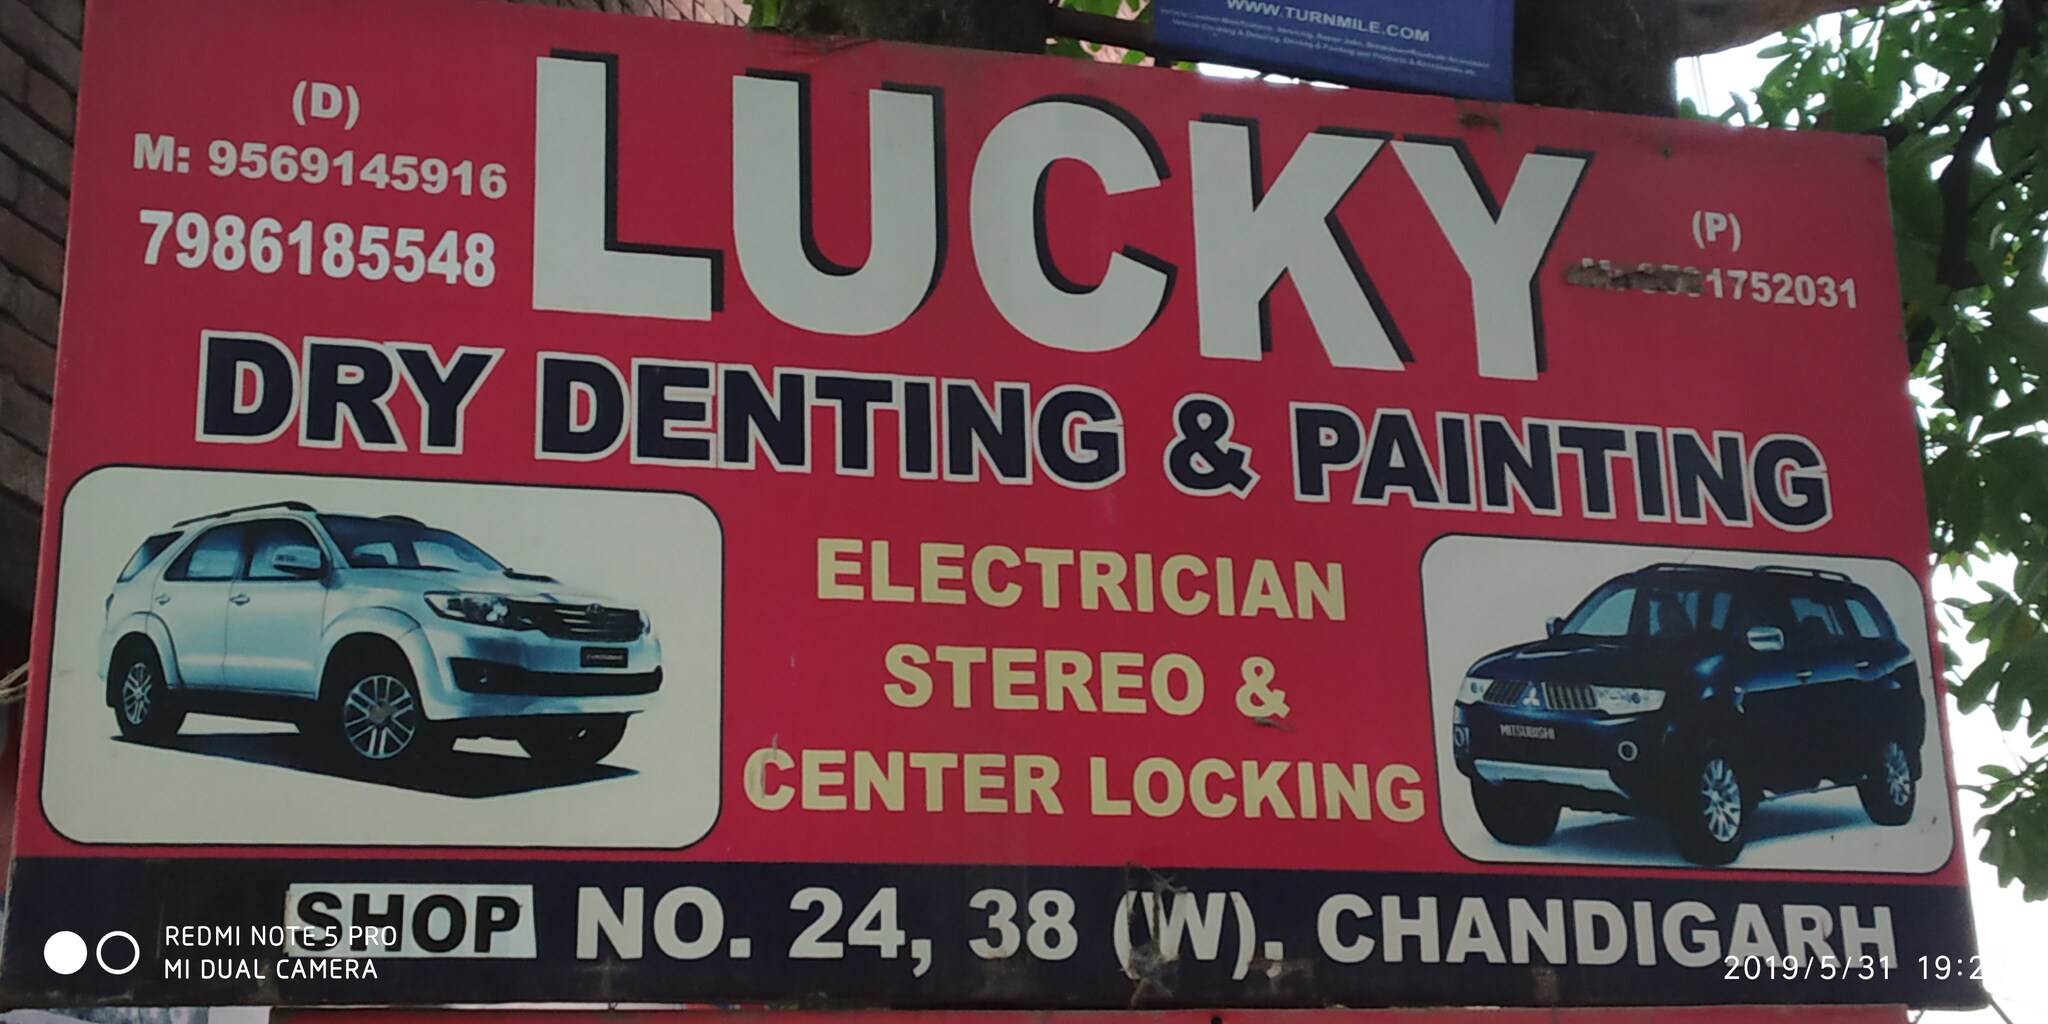 WWW.TURNMILE.COM
(D)
M: 9569145916
7986185548
LUCKY
(P)
1752031
DRY DENTING & PAINTING
ELECTRICIAN
STEREO &
CENTER LOCKING
MITSUBISHI
SHOP NO. 24, 38 (W). CHANDIGARH
REDMI NOTE 5 PRO
MI DUAL CAMERA
2019/5/31